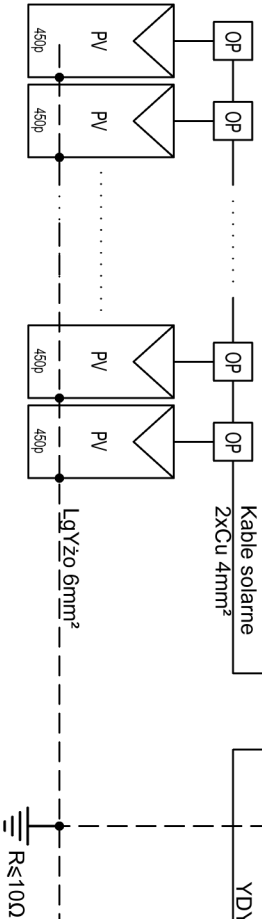 450p PV OP
450p PV OP
450p PV OP
450p PV OP
Kable solarne
2xCu 4mm²
LgYżo 6mm²
YDY
R≤10Ω